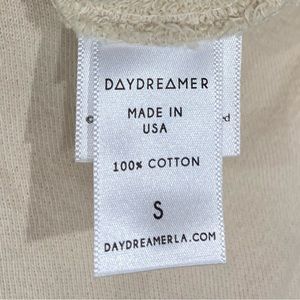 DAYDREAMER
MADE IN
USA
100% COTTON
S
DAYDREAMERLA.COM